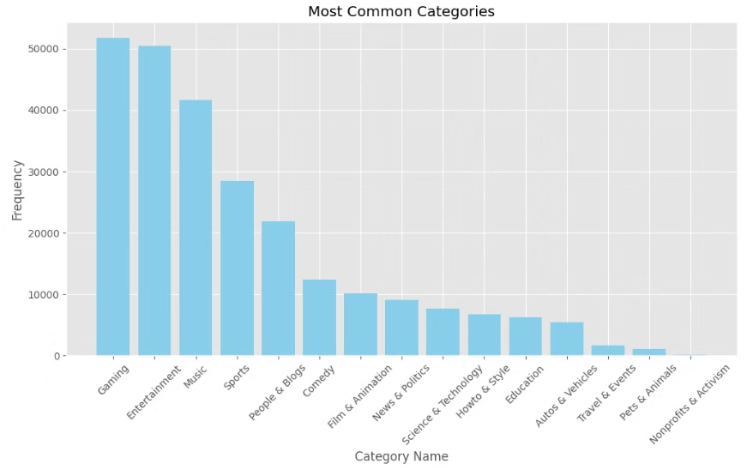 Most Common Categories
Frequency
50000
40000
30000
20000
10000
0
Gaming
Entertainment
Music
Sports
People & Blogs
Comedy
Film & Animation
News & Politics
Science & Technology
Howto & Style
Education
Autos & Vehicles
Travel & Events
Pets & Animals
Nonprofits & Activism
Category Name